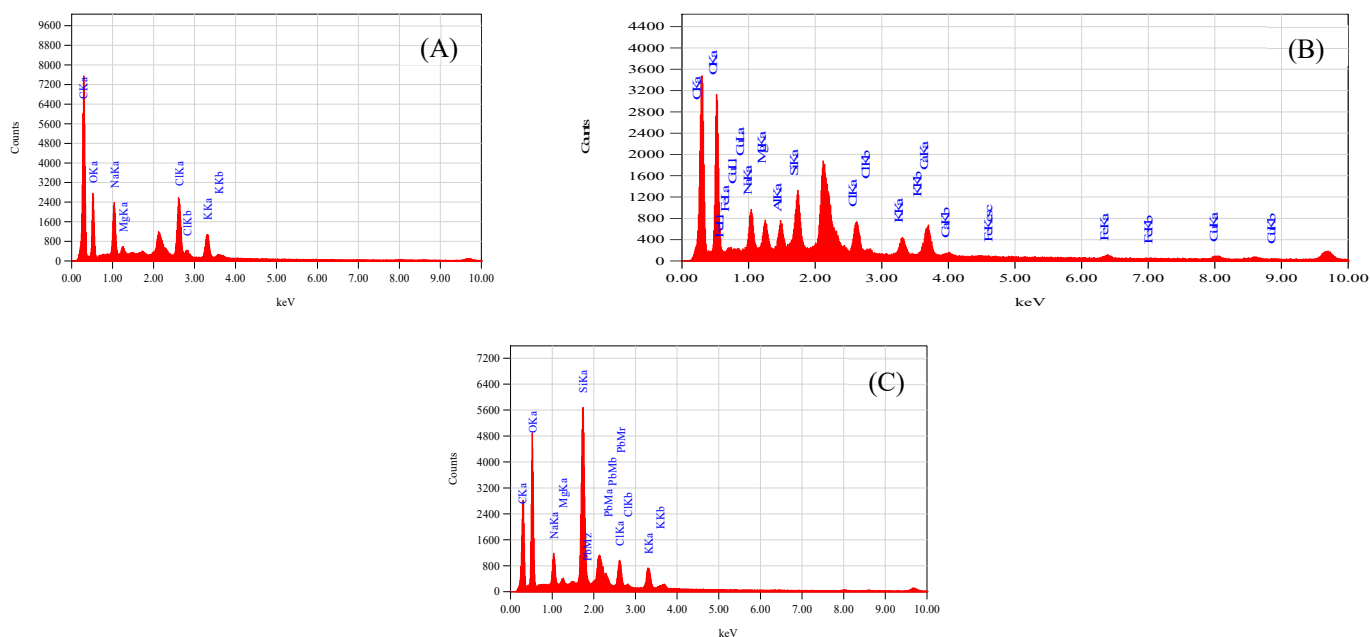 (A)
9600
8800
8000
7200
6400
5600
4800
4000
3200
2400
1600
800
0
Counts
CKa
OKa
NaKa
MgKa
ClKa
ClKb
KKa
KKb
0.00 1.00 2.00 3.00 4.00 5.00 6.00 7.00 8.00 9.00 10.00
keV
(B)
4400
4000
3600
3200
2800
2400
2000
1600
1200
800
400
0
Counts
CKa
OKa
FeLl
FeLa
CuLl
CuLa
NaKa
MgKa
AlKa
SiKa
ClKa
ClKb
KKa
KKb
CaKa
CaKb
FeKesc
FeKa
FeKb
CuKa
CuKb
0.00 1.00 2.00 3.00 4.00 5.00 6.00 7.00 8.00 9.00 10.00
keV
(C)
7200
6400
5600
4800
4000
3200
2400
1600
800
0
Counts
CKa
OKa
NaKa
MgKa
SiKa
PbMz
PbMa
PbMb
PbMr
ClKa
ClKb
KKa
KKb
0.00 1.00 2.00 3.00 4.00 5.00 6.00 7.00 8.00 9.00 10.00
keV